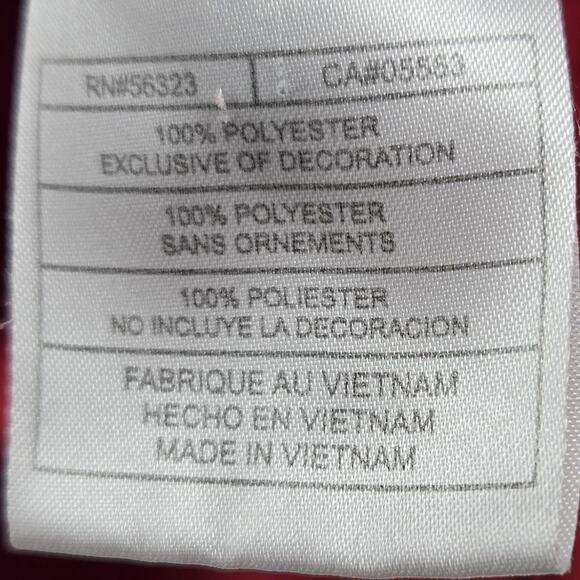 RN#56323 CA#05553
100% POLYESTER
EXCLUSIVE OF DECORATION
100% POLYESTER
SANS ORNEMENTS
100% POLIESTER
NO INCLUYE LA DECORACION
FABRIQUE AU VIETNAM
HECHO EN VIETNAM
MADE IN VIETNAM